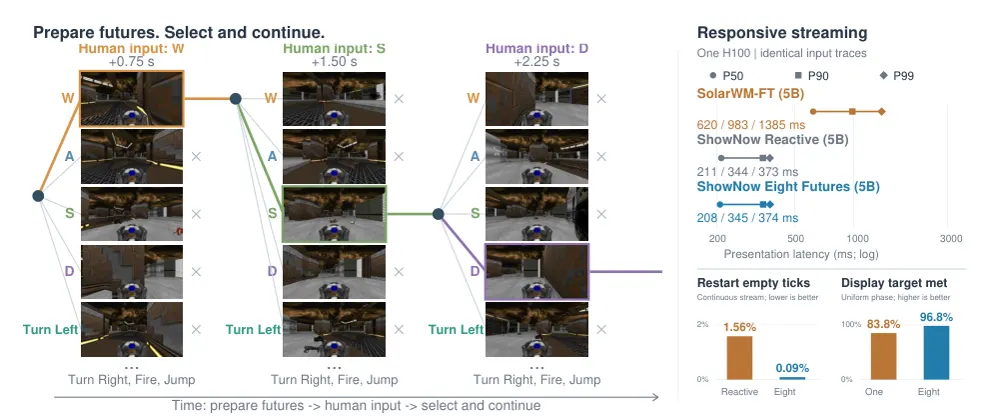 Prepare futures. Select and continue.
Human input: W
+0.75 s
Human input: S
+1.50 s
Human input: D
+2.25 s
W
A
S
D
Turn Left
...
Turn Right, Fire, Jump
W
A
S
D
Turn Left
...
Turn Right, Fire, Jump
W
A
S
D
Turn Left
...
Turn Right, Fire, Jump
Time: prepare futures -> human input -> select and continue
Responsive streaming
One H100 | identical input traces
P50 P90 P99
SolarWM-FT (5B)
620 / 983 / 1385 ms
ShowNow Reactive (5B)
211 / 344 / 373 ms
ShowNow Eight Futures (5B)
208 / 345 / 374 ms
200 500 1000 3000
Presentation latency (ms; log)
Restart empty ticks
Continuous stream; lower is better
2%
1.56%
0.09%
0%
Reactive Eight
Display target met
Uniform phase; higher is better
100%
83.8%
96.8%
0%
One Eight